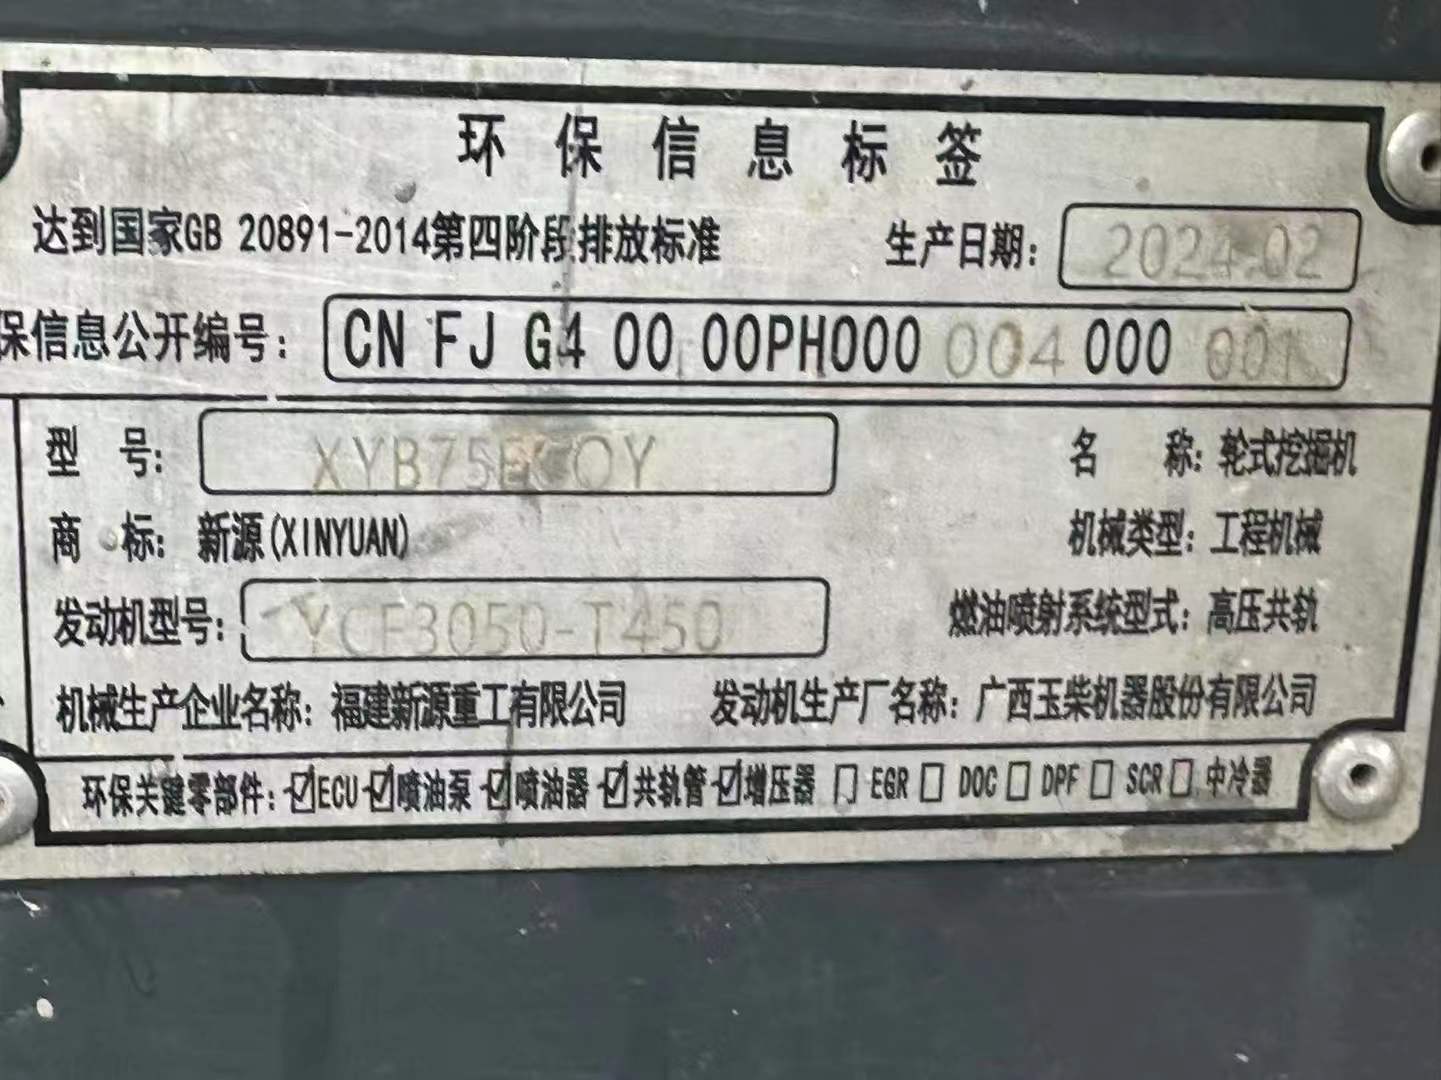 环保信息标签
达到国家GB 20891-2014第四阶段排放标准 生产日期: 2024.02
保信息公开编号: CN FJ G4 00 00PH000 004 000 001
型 号: XYB75ECOY 名 称: 轮式挖掘机
商 标: 新源(XINYUAN) 机械类型: 工程机械
发动机型号: YCF3050-T450 燃油喷射系统型式: 高压共轨
机械生产企业名称: 福建新源重工有限公司 发动机生产厂名称: 广西玉柴机器股份有限公司
环保关键零部件: ☑ECU ☑喷油泵 ☑喷油器 ☑共轨管 ☑增压器 □ EGR □ DOC □ DPF □ SCR □ 中冷器